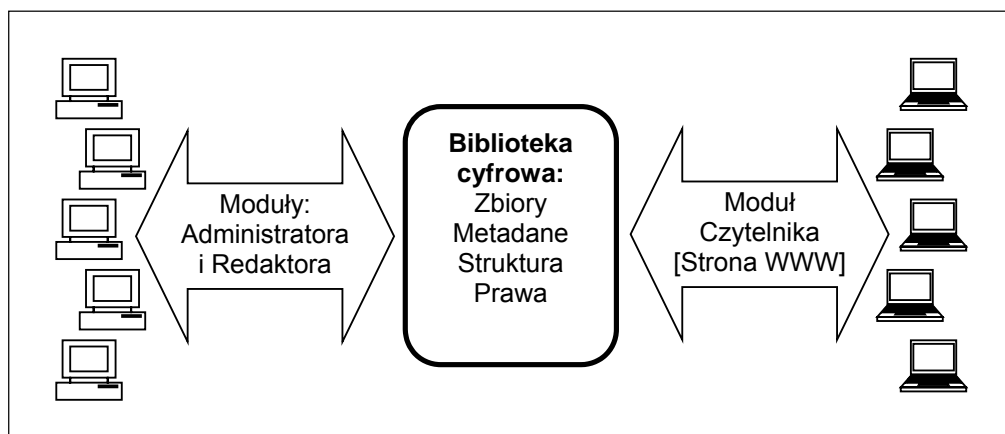 Moduły:
Administratora
i Redaktora
Biblioteka
cyfrowa:
Zbiory
Metadane
Struktura
Prawa
Moduł
Czytelnika
[Strona WWW]